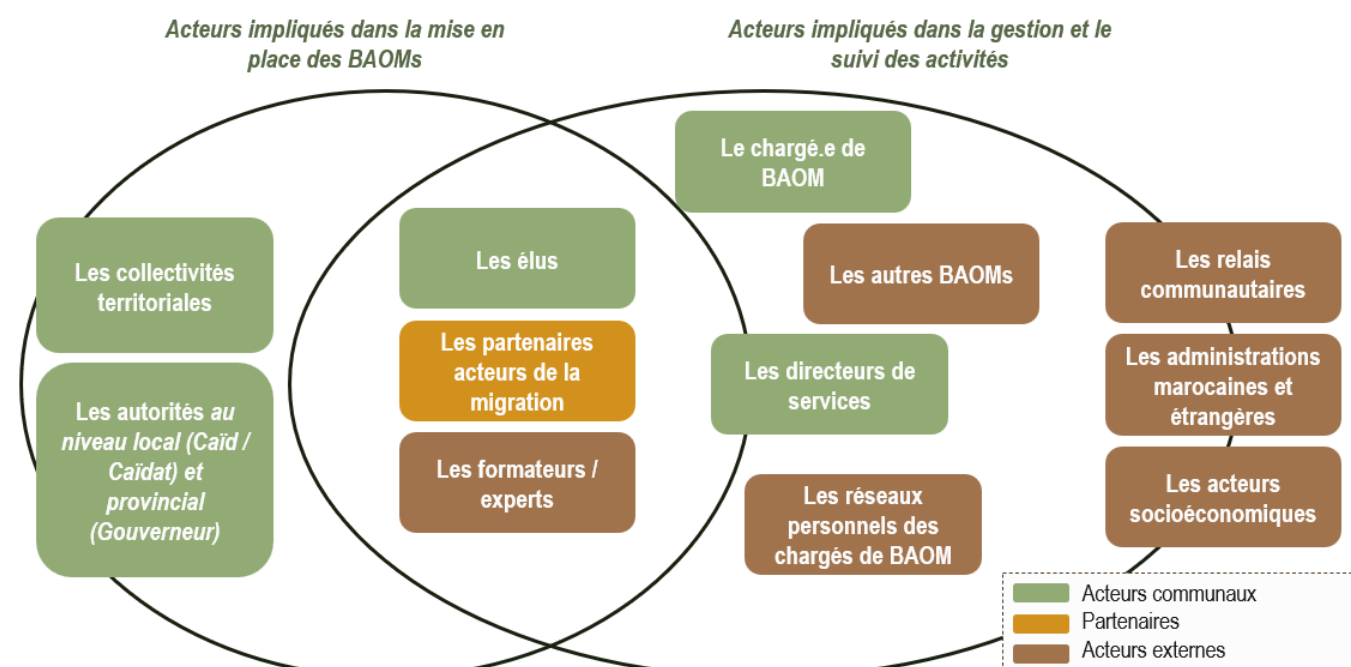 Acteurs impliqués dans la mise en
place des BAOMs
Acteurs impliqués dans la gestion et le
suivi des activités
Les collectivités
territoriales
Les autorités au
niveau local (Caïd /
Caïdat) et
provincial
(Gouverneur)
Les élus
Les partenaires
acteurs de la
migration
Les formateurs /
experts
Le chargé.e de
BAOM
Les autres BAOMs
Les directeurs de
services
Les réseaux
personnels des
chargés de BAOM
Les relais
communautaires
Les administrations
marocaines et
étrangères
Les acteurs
socioéconomiques
Acteurs communaux
Partenaires
Acteurs externes